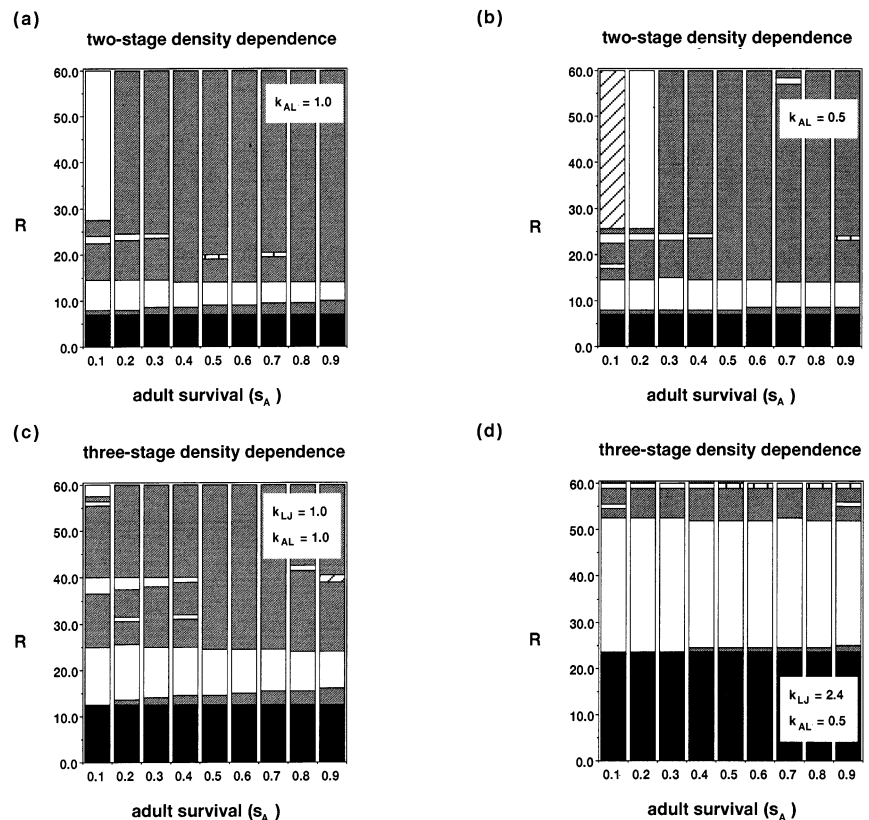 (a)
two-stage density dependence
60.0
50.0
40.0
30.0
20.0
10.0
0.0
R
k_AL = 1.0
0.1 0.2 0.3 0.4 0.5 0.6 0.7 0.8 0.9
adult survival (s_A )
(b)
two-stage density dependence
60.0
50.0
40.0
30.0
20.0
10.0
0.0
R
k_AL = 0.5
0.1 0.2 0.3 0.4 0.5 0.6 0.7 0.8 0.9
adult survival (s_A )
(c)
three-stage density dependence
60.0
50.0
40.0
30.0
20.0
10.0
0.0
R
k_LJ = 1.0
k_AL = 1.0
0.1 0.2 0.3 0.4 0.5 0.6 0.7 0.8 0.9
adult survival (s_A )
(d)
three-stage density dependence
60.0
50.0
40.0
30.0
20.0
10.0
0.0
R
k_LJ = 2.4
k_AL = 0.5
0.1 0.2 0.3 0.4 0.5 0.6 0.7 0.8 0.9
adult survival (s_A )